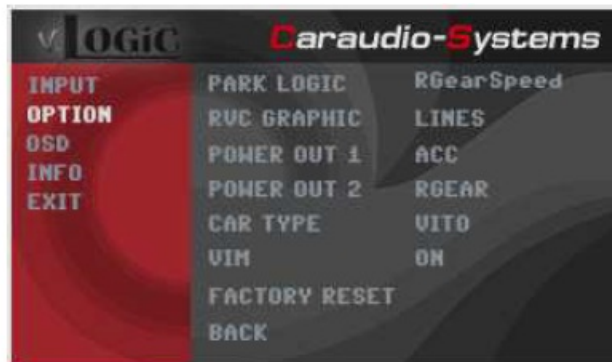 v.LOGiC Caraudio-Systems
INPUT
OPTION
OSD
INFO
EXIT
PARK LOGIC RGearSpeed
RVC GRAPHIC LINES
POWER OUT 1 ACC
POWER OUT 2 RGEAR
CAR TYPE VITO
VIM ON
FACTORY RESET
BACK